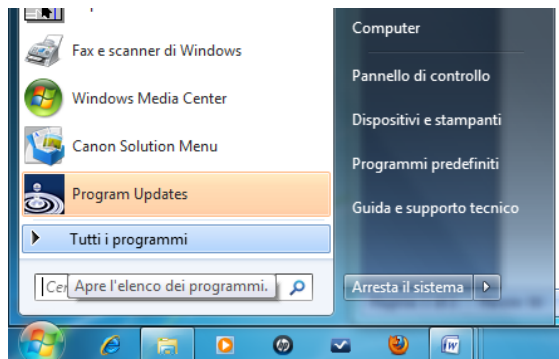 Fax e scanner di Windows
Windows Media Center
Canon Solution Menu
Program Updates
Tutti i programmi
Apre l'elenco dei programmi.
Computer
Pannello di controllo
Dispositivi e stampanti
Programmi predefiniti
Guida e supporto tecnico
Arresta il sistema